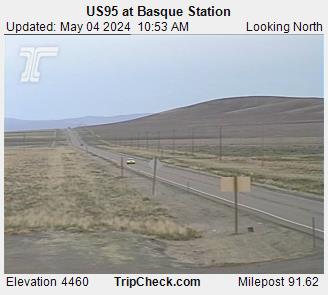 US95 at Basque Station
Updated: May 04 2024 10:53 AM Looking North
Elevation 4460 TripCheck.com Milepost 91.62